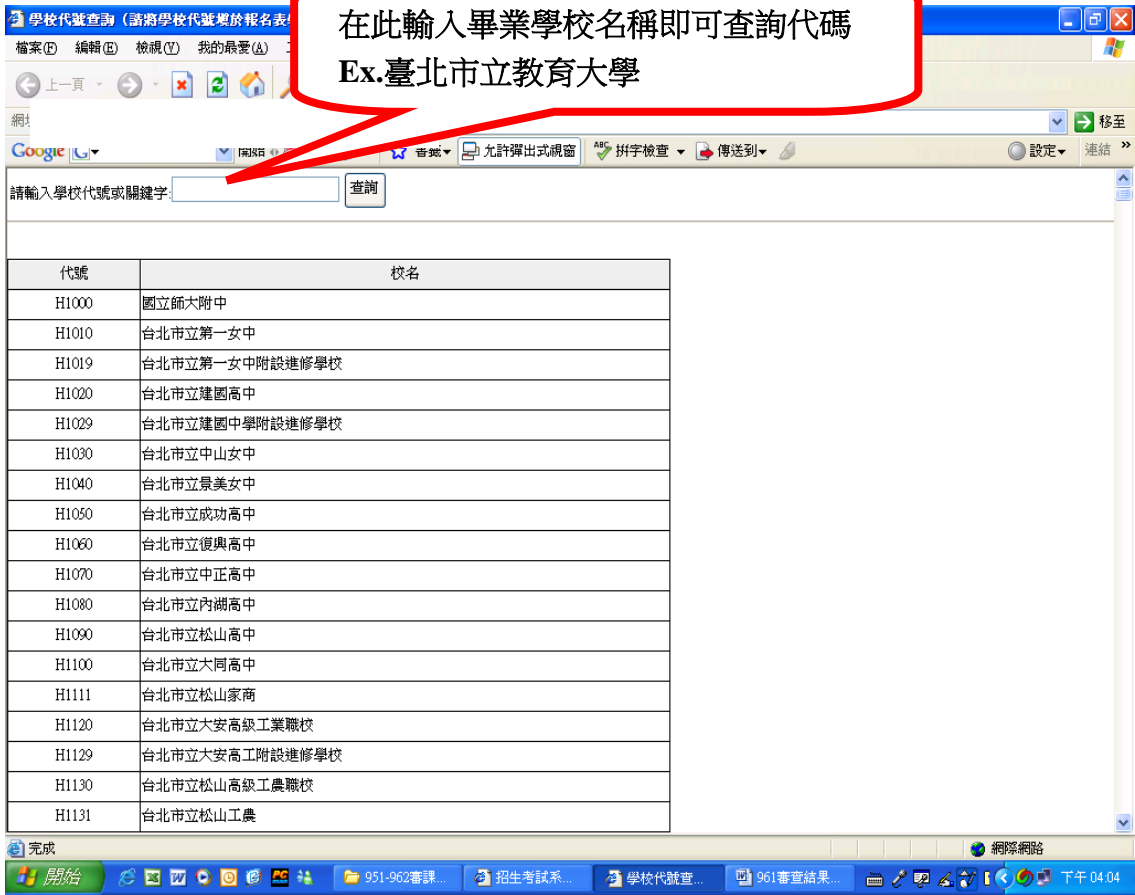 學校代號查詢（請將學校代號填於報名表
在此輸入畢業學校名稱即可查詢代碼
Ex.臺北市立教育大學
檔案(F) 編輯(E) 檢視(V) 我的最愛(A)
上一頁
移至
Google G 書籤 允許彈出式視窗 拼字檢查 傳送到 設定 連結 »
請輸入學校代號或關鍵字: 查詢
代號 校名
H1000 國立師大附中
H1010 台北市立第一女中
H1019 台北市立第一女中附設進修學校
H1020 台北市立建國高中
H1029 台北市立建國中學附設進修學校
H1030 台北市立中山女中
H1040 台北市立景美女中
H1050 台北市立成功高中
H1060 台北市立復興高中
H1070 台北市立中正高中
H1080 台北市立內湖高中
H1090 台北市立松山高中
H1100 台北市立大同高中
H1111 台北市立松山家商
H1120 台北市立大安高級工業職校
H1129 台北市立大安高工附設進修學校
H1130 台北市立松山高級工農職校
H1131 台北市立松山工農
完成 網際網路
開始 951-962審課... 招生考試系... 學校代號查... 961審查結果... 下午 04:04